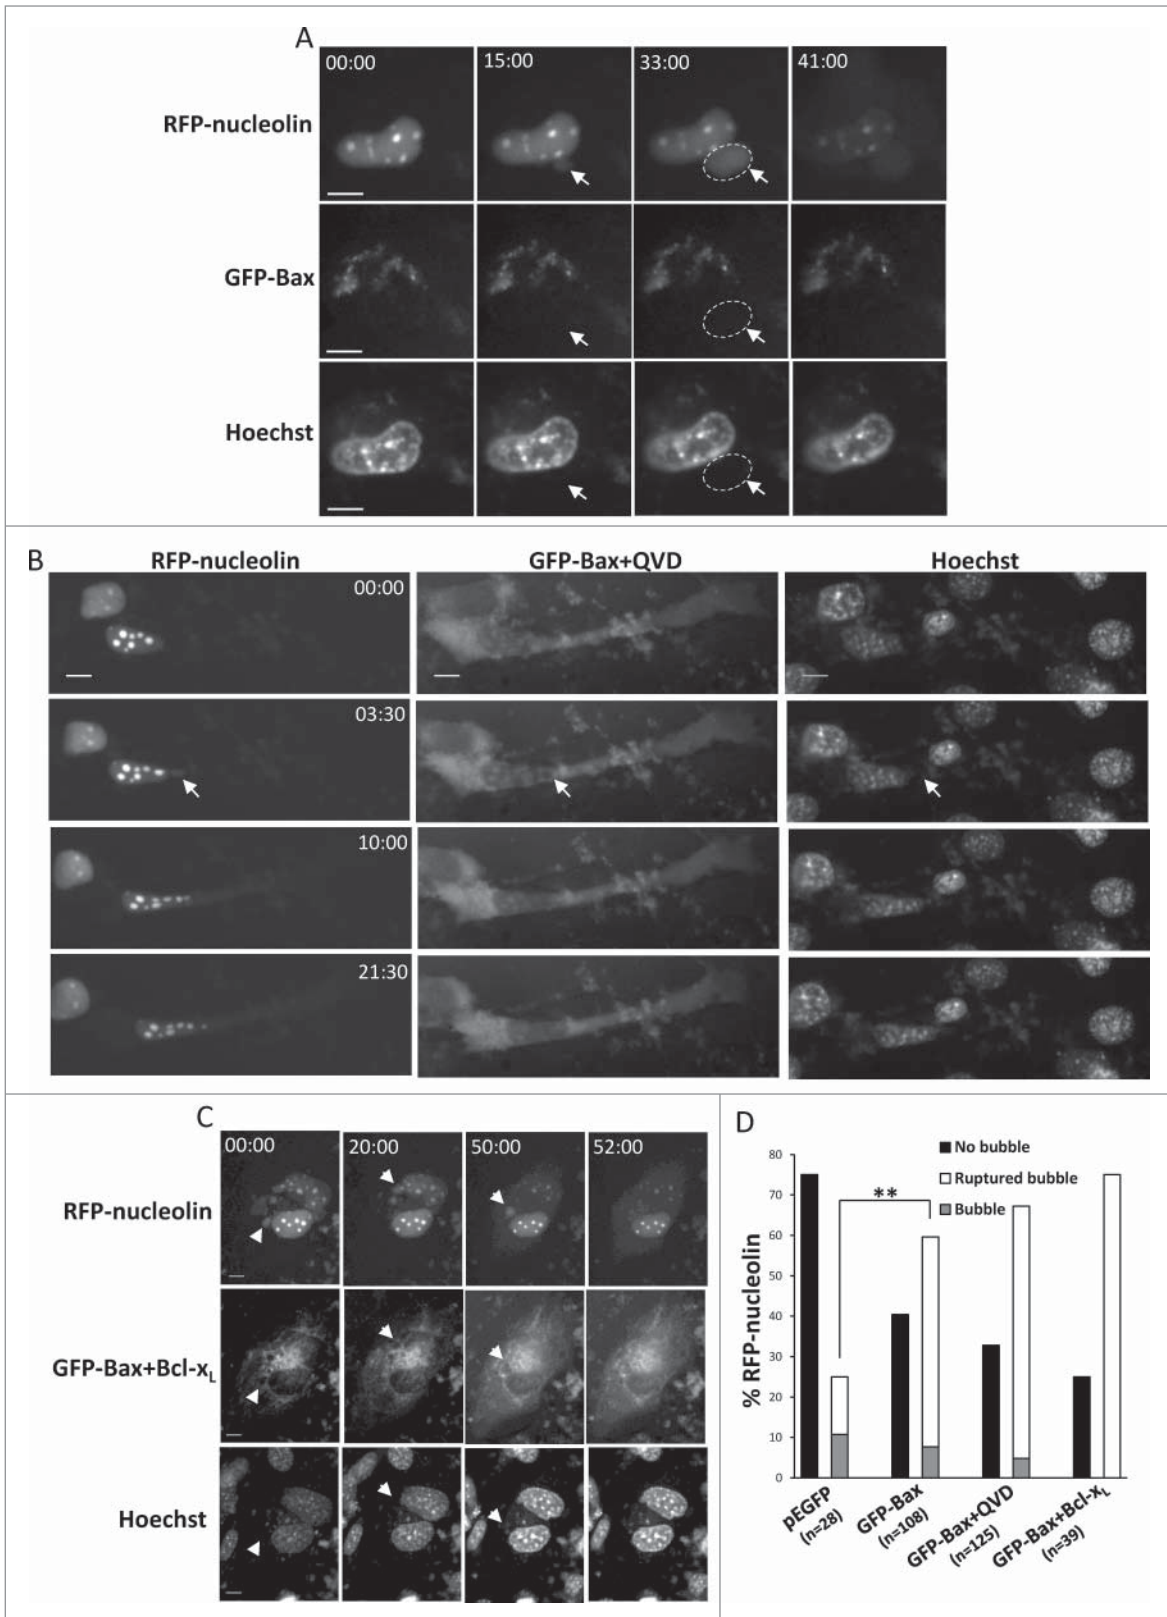 A
00:00 15:00 33:00 41:00
RFP-nucleolin
GFP-Bax
Hoechst
B
RFP-nucleolin GFP-Bax+QVD Hoechst
00:00
03:30
10:00
21:30
C
00:00 20:00 50:00 52:00
RFP-nucleolin
GFP-Bax+Bcl-xL
Hoechst
D
No bubble
Ruptured bubble
Bubble
**
% RFP-nucleolin
80
70
60
50
40
30
20
10
0
pEGFP
(n=28)
GFP-Bax
(n=108)
GFP-Bax+QVD
(n=125)
GFP-Bax+Bcl-xL
(n=39)